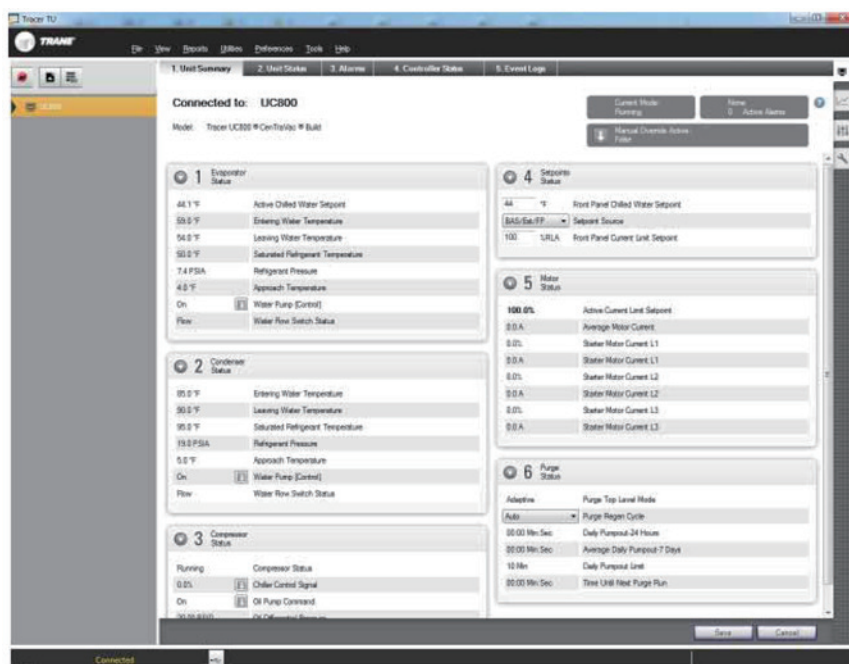 Tracer TU
TRANE
File View Reports Utilities Preferences Tools Help
1. Unit Summary 2. Unit Status 3. Alarms 4. Controller Status 5. Event Logs
UC800
Connected to: UC800
Current Mode: Running
None
0 Active Alarms
Model: Tracer UC800 CenTraVac Build
Manual Override Active:
1 Evaporator Status
44.1 °F Active Chilled Water Setpoint
59.0 °F Entering Water Temperature
54.0 °F Leaving Water Temperature
50.0 °F Saturated Refrigerant Temperature
7.4 PSIA Refrigerant Pressure
4.0 °F Approach Temperature
On Water Pump [Control]
Flow Water Flow Switch Status
2 Condenser Status
85.0 °F Entering Water Temperature
90.0 °F Leaving Water Temperature
95.0 °F Saturated Refrigerant Temperature
19.0 PSIA Refrigerant Pressure
5.0 °F Approach Temperature
On Water Pump [Control]
Flow Water Flow Switch Status
3 Compressor Status
Running Compressor Status
0.0% Chiller Control Signal
On Oil Pump Command
Oil Differential Pressure
4 Setpoints Status
44 °F Front Panel Chilled Water Setpoint
BAS/Ext/FP Setpoint Source
100 %RLA Front Panel Current Limit Setpoint
5 Motor Status
100.0% Active Current Limit Setpoint
0.0 A Average Motor Current
0.0% Starter Motor Current L1
0.0 A Starter Motor Current L1
0.0% Starter Motor Current L2
0.0 A Starter Motor Current L2
0.0% Starter Motor Current L3
0.0 A Starter Motor Current L3
6 Purge Status
Adaptive Purge Top Level Mode
Auto Purge Regen Cycle
00:00 Min:Sec Daily Pumpout-24 Hours
00:00 Min:Sec Average Daily Pumpout-7 Days
10 Min Daily Pumpout Limit
00:00 Min:Sec Time Until Next Purge Run
Save Cancel
Connected